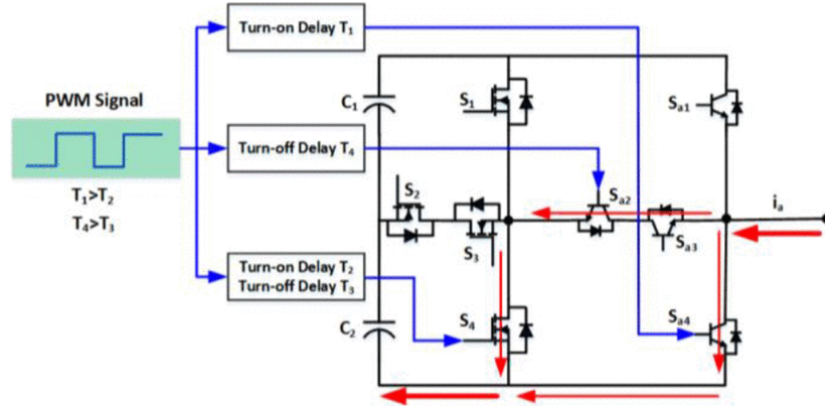 Turn-on Delay T₁
PWM Signal
C₁
S₁
Sₐ₁
Turn-off Delay T₄
T₁>T₂
T₄>T₃
S₂
Sₐ₂
iₐ
S₃
Sₐ₃
Turn-on Delay T₂
Turn-off Delay T₃
C₂
S₄
Sₐ₄